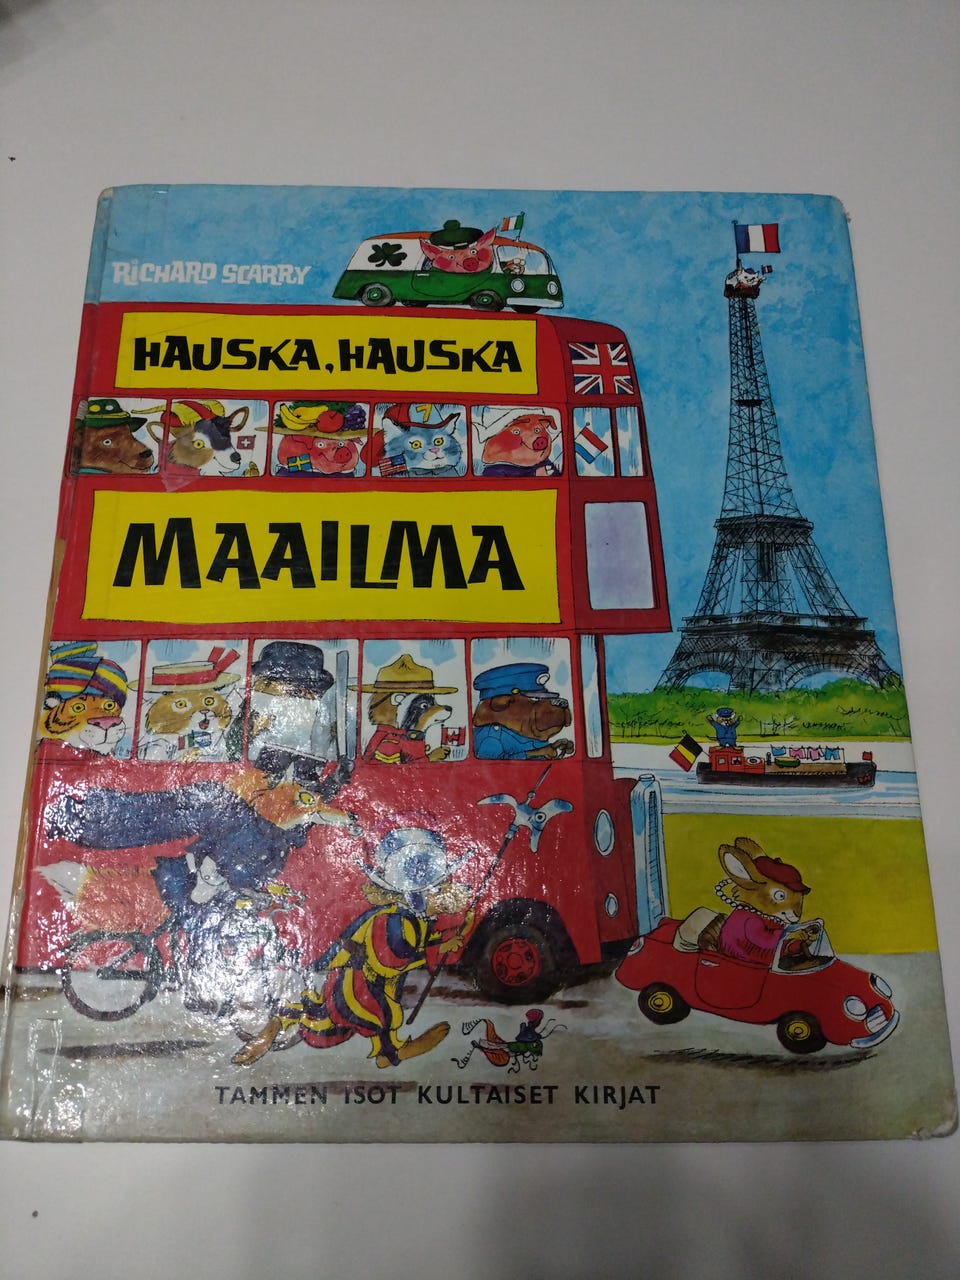 RICHARD SCARRY
HAUSKA, HAUSKA
MAAILMA
TAMMEN ISOT KULTAISET KIRJAT